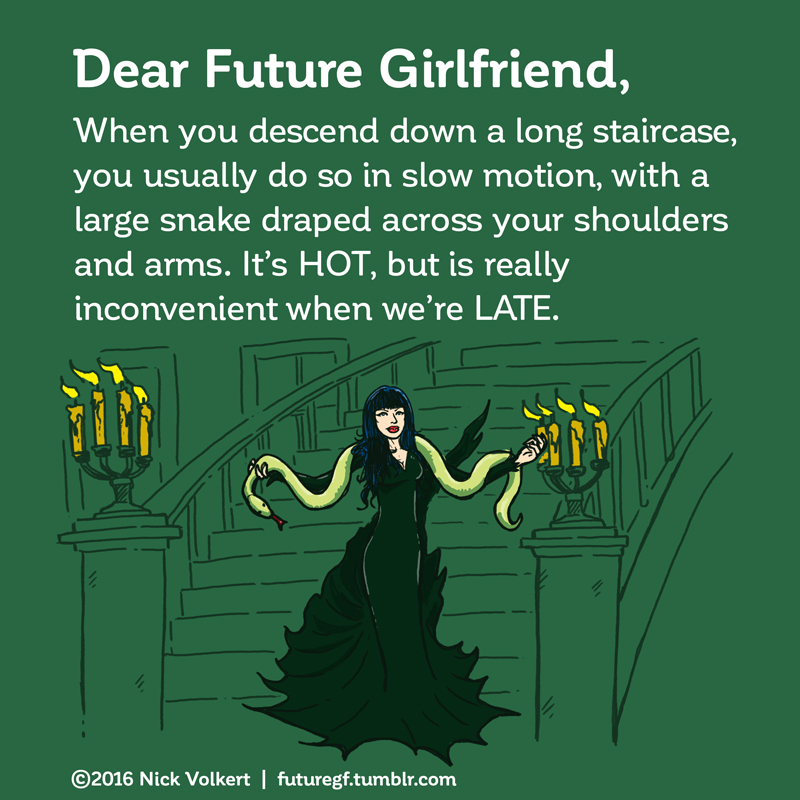 Dear Future Girlfriend,
When you descend down a long staircase,
you usually do so in slow motion, with a
large snake draped across your shoulders
and arms. It's HOT, but is really
inconvenient when we're LATE.
©2016 Nick Volkert | futuregf.tumblr.com